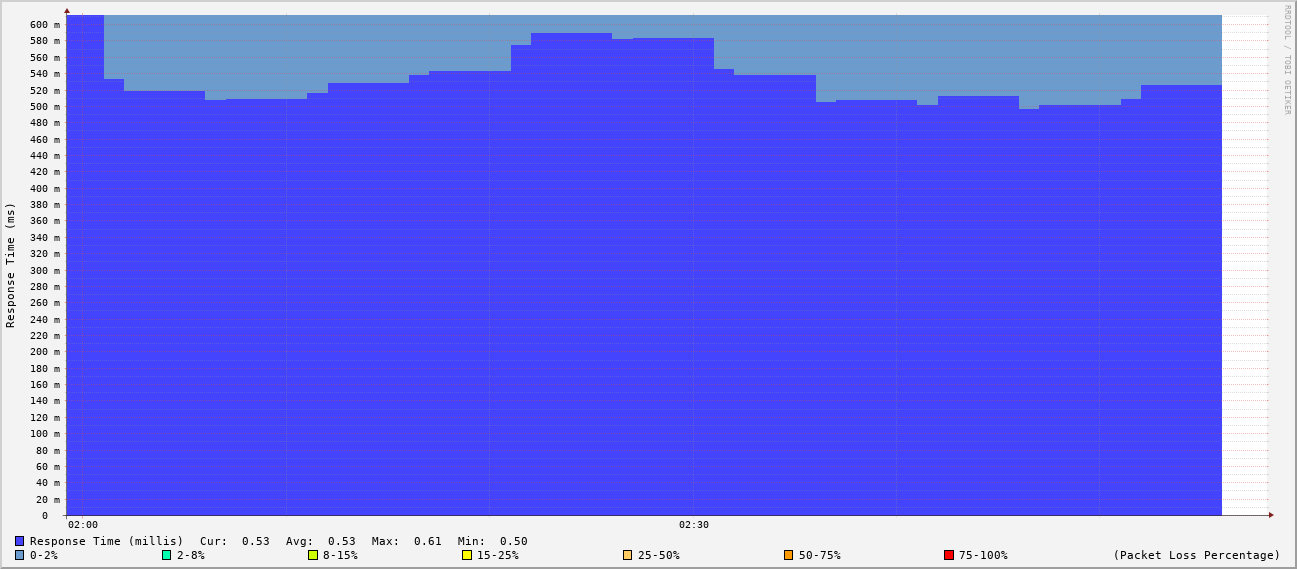 RRDTOOL / TOBI OETIKER
Response Time (ms)
600 m
580 m
560 m
540 m
520 m
500 m
480 m
460 m
440 m
420 m
400 m
380 m
360 m
340 m
320 m
300 m
280 m
260 m
240 m
220 m
200 m
180 m
160 m
140 m
120 m
100 m
80 m
60 m
40 m
20 m
0
02:00 02:30
Response Time (millis) Cur: 0.53 Avg: 0.53 Max: 0.61 Min: 0.50
0-2% 2-8% 8-15% 15-25% 25-50% 50-75% 75-100% (Packet Loss Percentage)